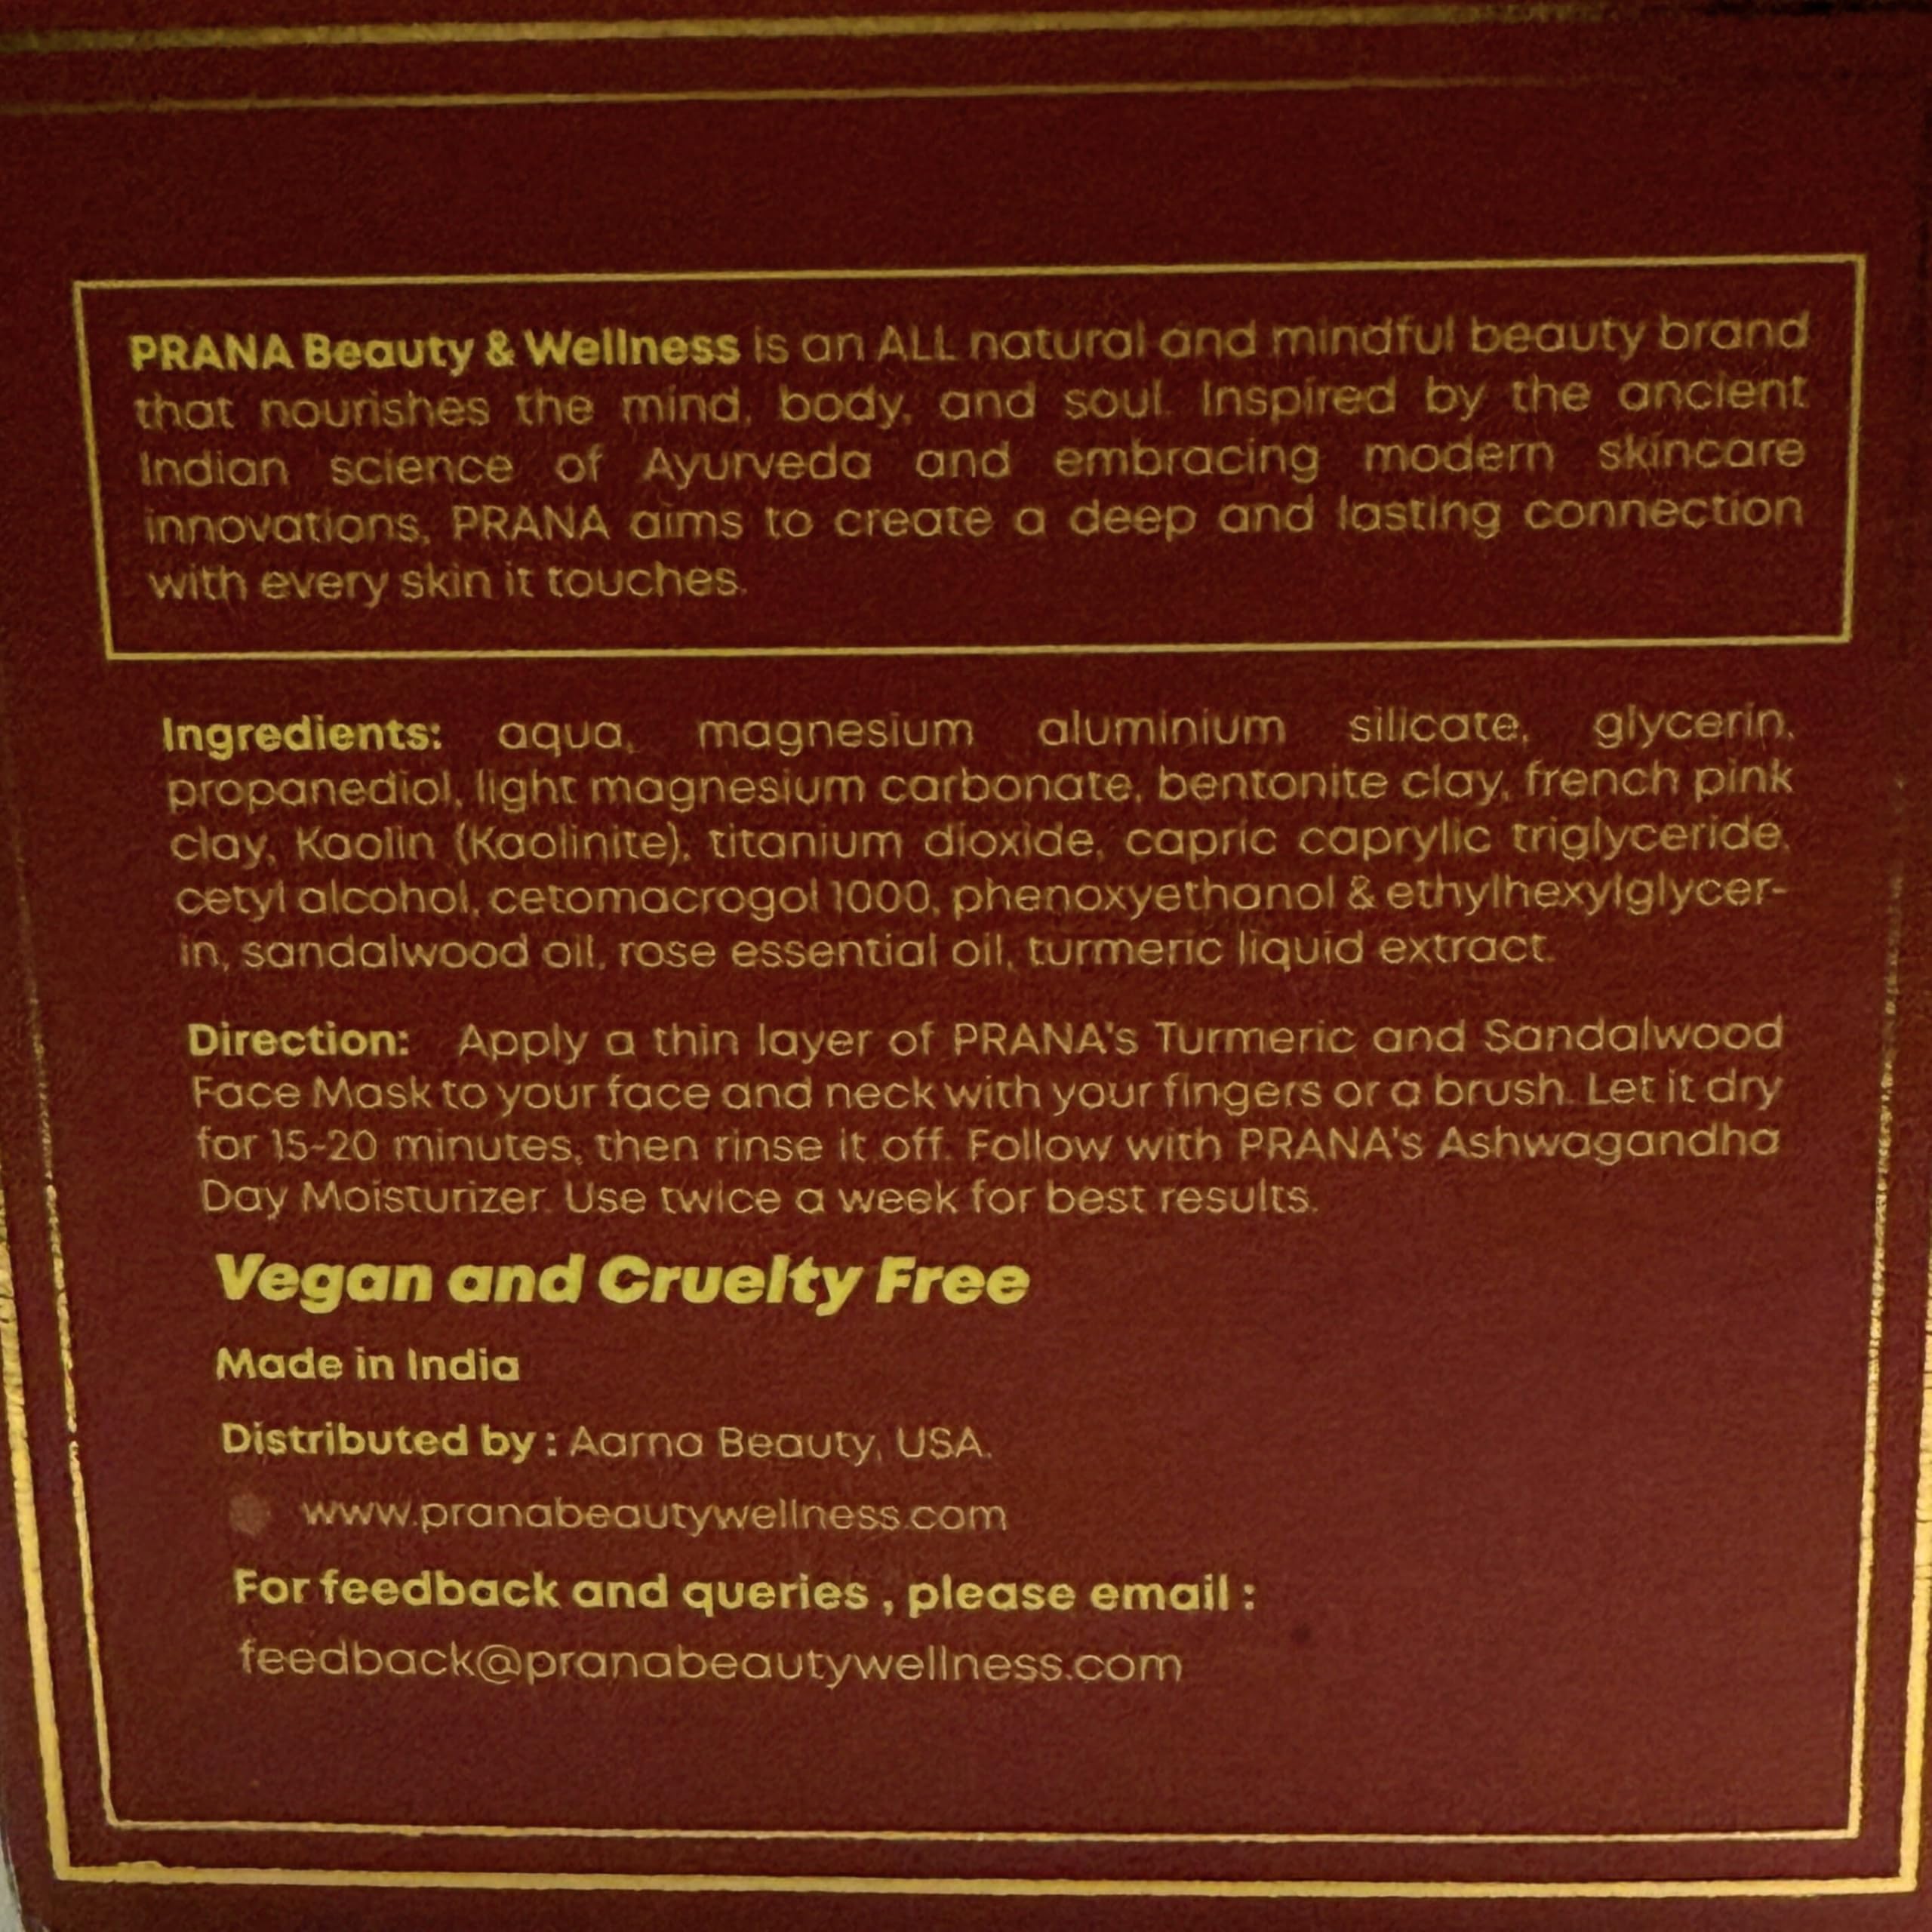 PRANA Beauty & Wellness is an ALL natural and mindful beauty brand
that nourishes the mind, body, and soul. Inspired by the ancient
Indian science of Ayurveda and embracing modern skincare
innovations, PRANA aims to create a deep and lasting connection
with every skin it touches.
Ingredients: aqua, magnesium aluminium silicate, glycerin,
propanediol, light magnesium carbonate, bentonite clay, french pink
clay, Kaolin (Kaolinite), titanium dioxide, capric caprylic triglyceride,
cetyl alcohol, cetomacrogol 1000, phenoxyethanol & ethylhexylglycer-
in, sandalwood oil, rose essential oil, turmeric liquid extract.
Direction: Apply a thin layer of PRANA's Turmeric and Sandalwood
Face Mask to your face and neck with your fingers or a brush. Let it dry
for 15-20 minutes, then rinse it off. Follow with PRANA's Ashwagandha
Day Moisturizer. Use twice a week for best results.
Vegan and Cruelty Free
Made in India
Distributed by : Aarna Beauty, USA.
www.pranabeautywellness.com
For feedback and queries , please email :
feedback@pranabeautywellness.com